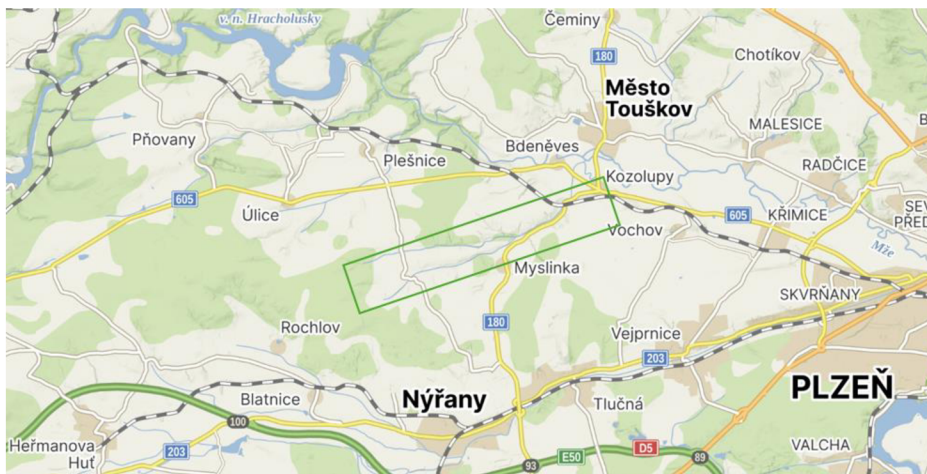 v. n. Hracholusky
Čeminy
Chotíkov
180
Město
Touškov
MALESICE
Pňovany
Plešnice
Bdeněves
RADČICE
Kozolupy
605
Úlice
605
KŘIMICE
Vochov
Mže
Myslinka
SKVRŇANY
180
Rochlov
Vejprnice
203
PLZEŇ
Nýřany
Blatnice
Tlučná
100
Heřmanova
Huť
203
VALCHA
E50
D5
89
93